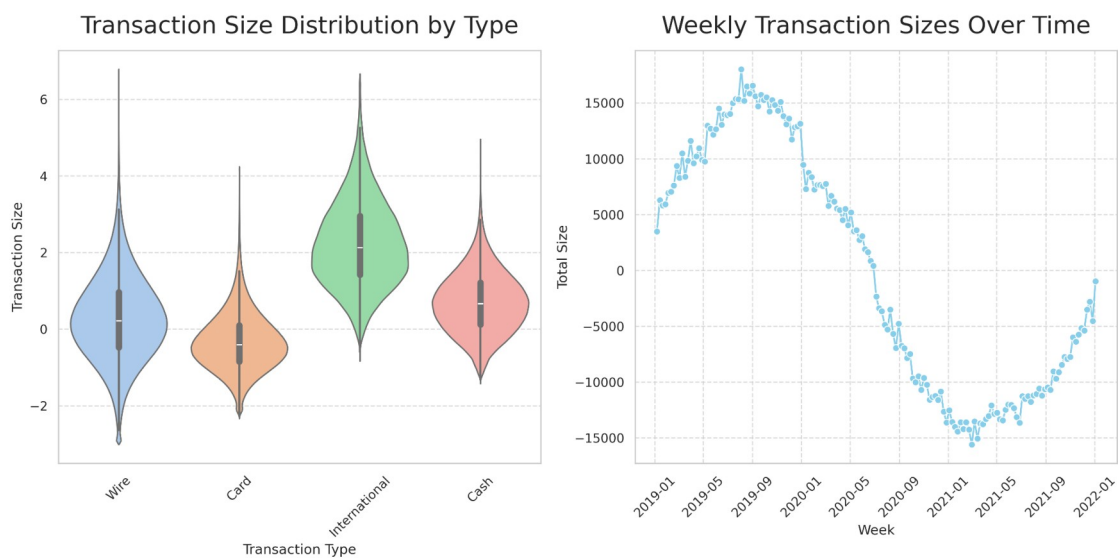 Transaction Size Distribution by Type
Transaction Size
6
4
2
0
−2
Wire
Card
International
Cash
Transaction Type
Weekly Transaction Sizes Over Time
Total Size
15000
10000
5000
0
−5000
−10000
−15000
2019-01
2019-05
2019-09
2020-01
2020-05
2020-09
2021-01
2021-05
2021-09
2022-01
Week